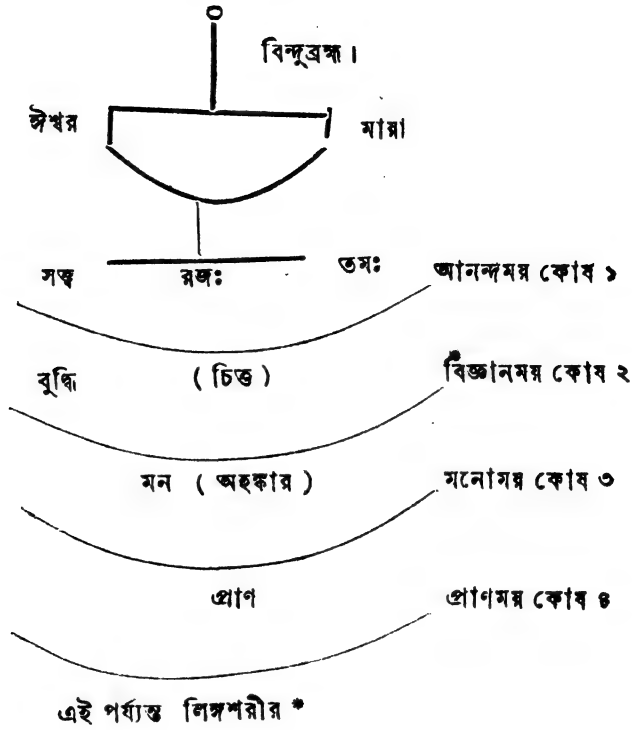 বিন্দুব্রহ্ম।
ঈশ্বর মায়া
সত্ত্ব রজঃ তমঃ আনন্দময় কোষ ১
বুদ্ধি ( চিত্ত ) বিজ্ঞানময় কোষ ২
মন ( অহঙ্কার ) মনোময় কোষ ৩
প্রাণ প্রাণময় কোষ ৪
এই পর্য্যন্ত লিঙ্গশরীর *